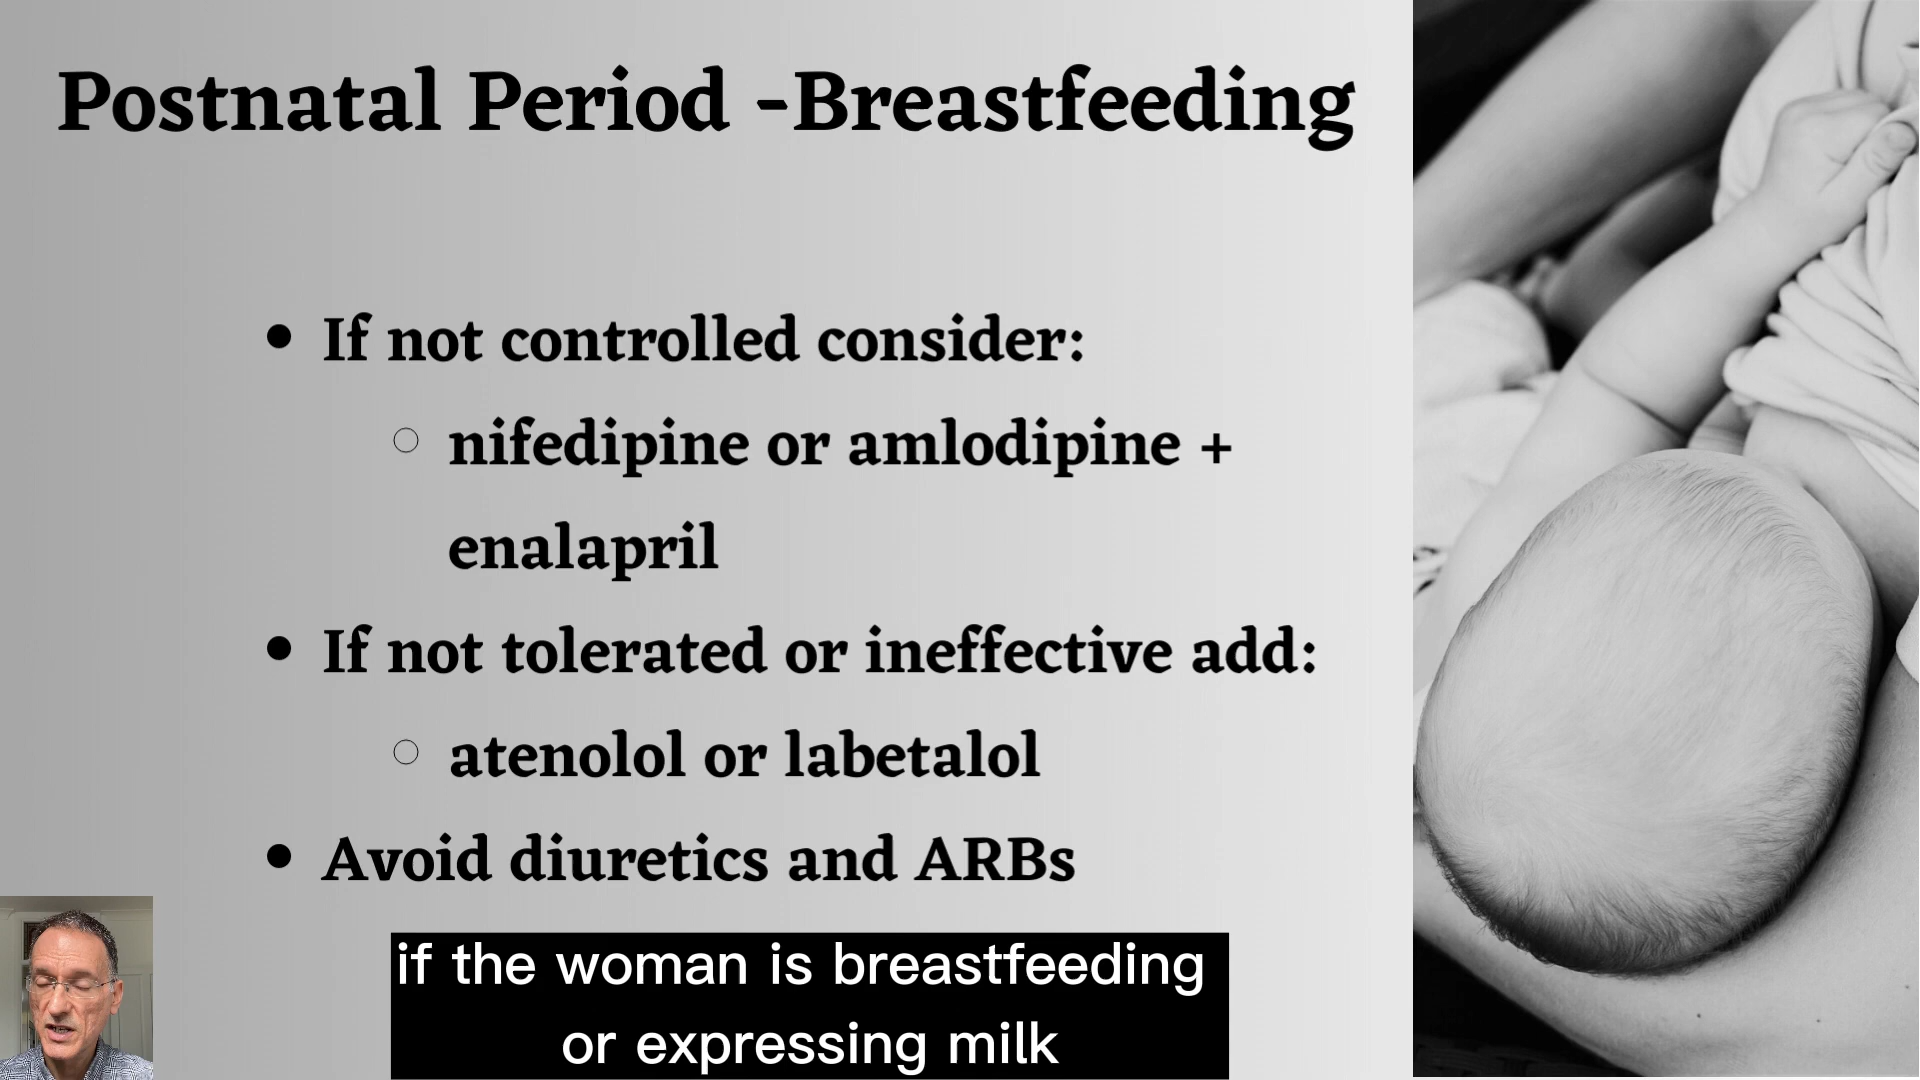 Postnatal Period -Breastfeeding
• If not controlled consider:
○ nifedipine or amlodipine +
enalapril
• If not tolerated or ineffective add:
○ atenolol or labetalol
• Avoid diuretics and ARBs
if the woman is breastfeeding
or expressing milk